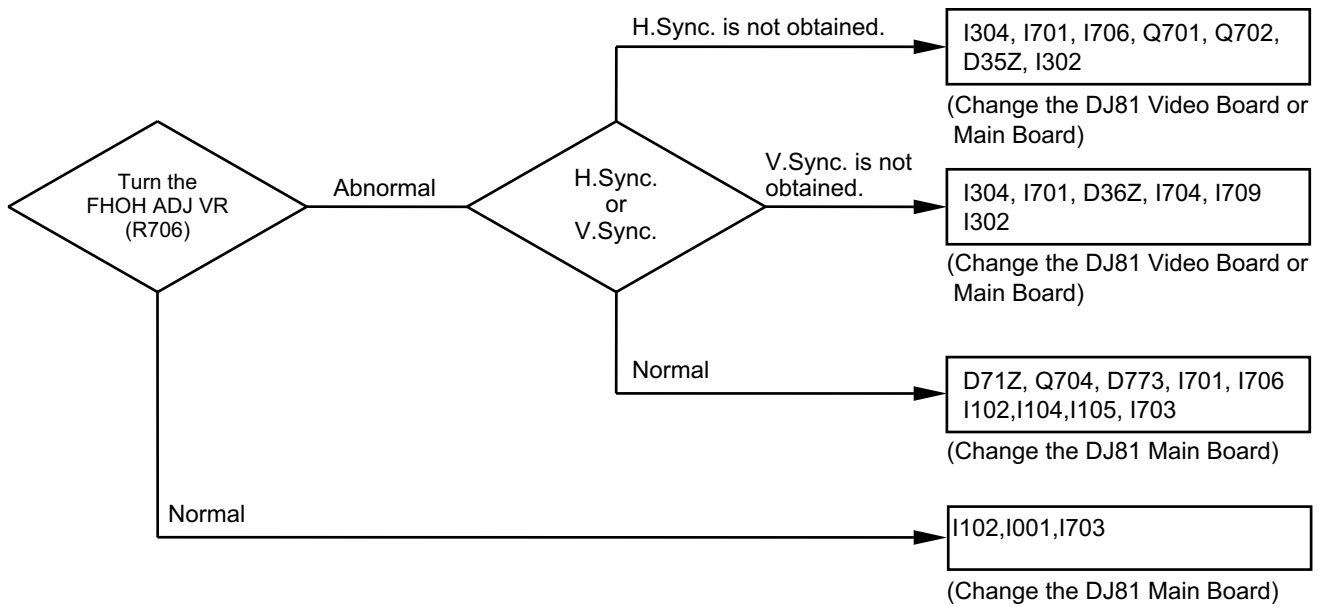 H.Sync. is not obtained.
I304, I701, I706, Q701, Q702,
D35Z, I302
(Change the DJ81 Video Board or
Main Board)
Turn the
FHOH ADJ VR
(R706)
Abnormal
H.Sync.
or
V.Sync.
V.Sync. is not
obtained.
I304, I701, D36Z, I704, I709
I302
(Change the DJ81 Video Board or
Main Board)
Normal
D71Z, Q704, D773, I701, I706
I102,I104,I105, I703
(Change the DJ81 Main Board)
Normal
I102,I001,I703
(Change the DJ81 Main Board)